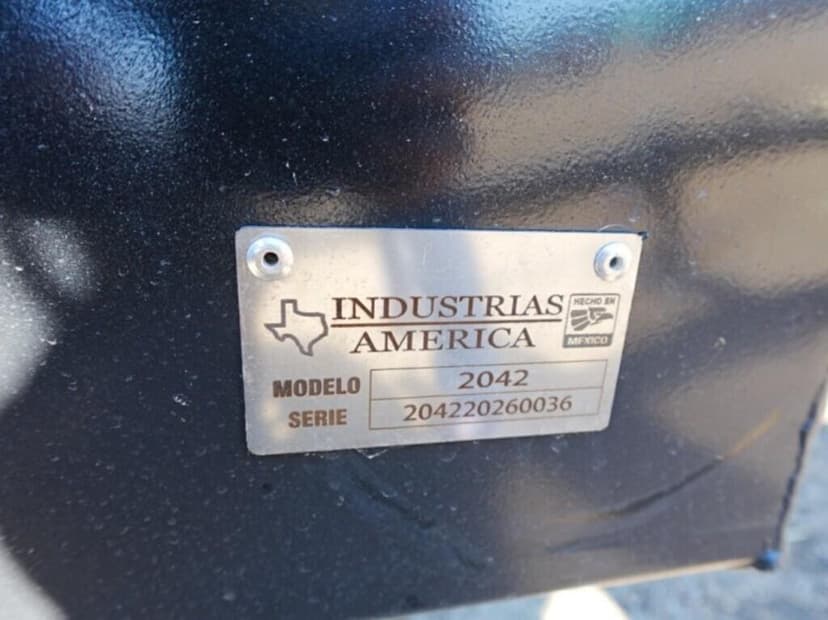 INDUSTRIAS
AMERICA
HECHO EN
MEXICO
MODELO 2042
SERIE 204220260036